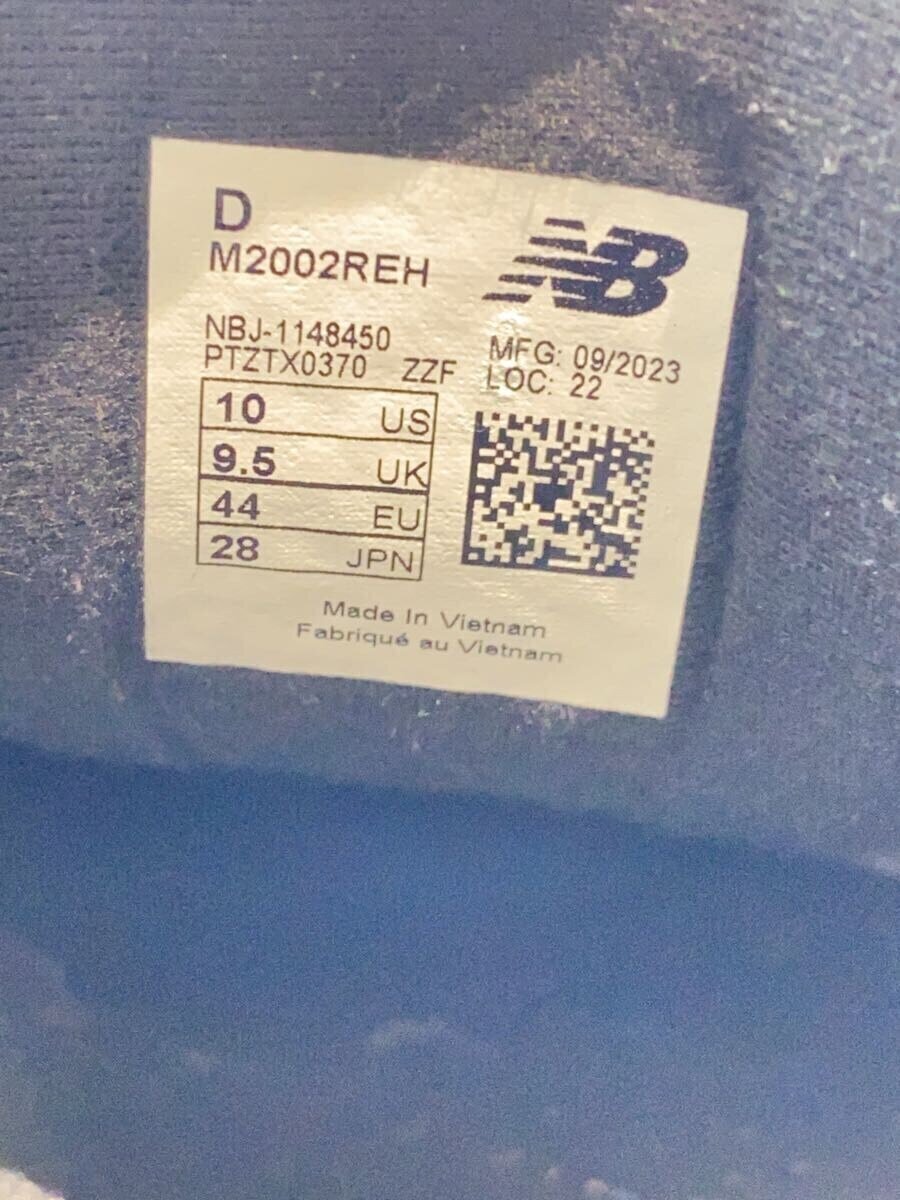 D
M2002REH
NB
NBJ-1148450
PTZTX0370 ZZF
MFG: 09/2023
LOC: 22
10 US
9.5 UK
44 EU
28 JPN
Made In Vietnam
Fabriqué au Vietnam